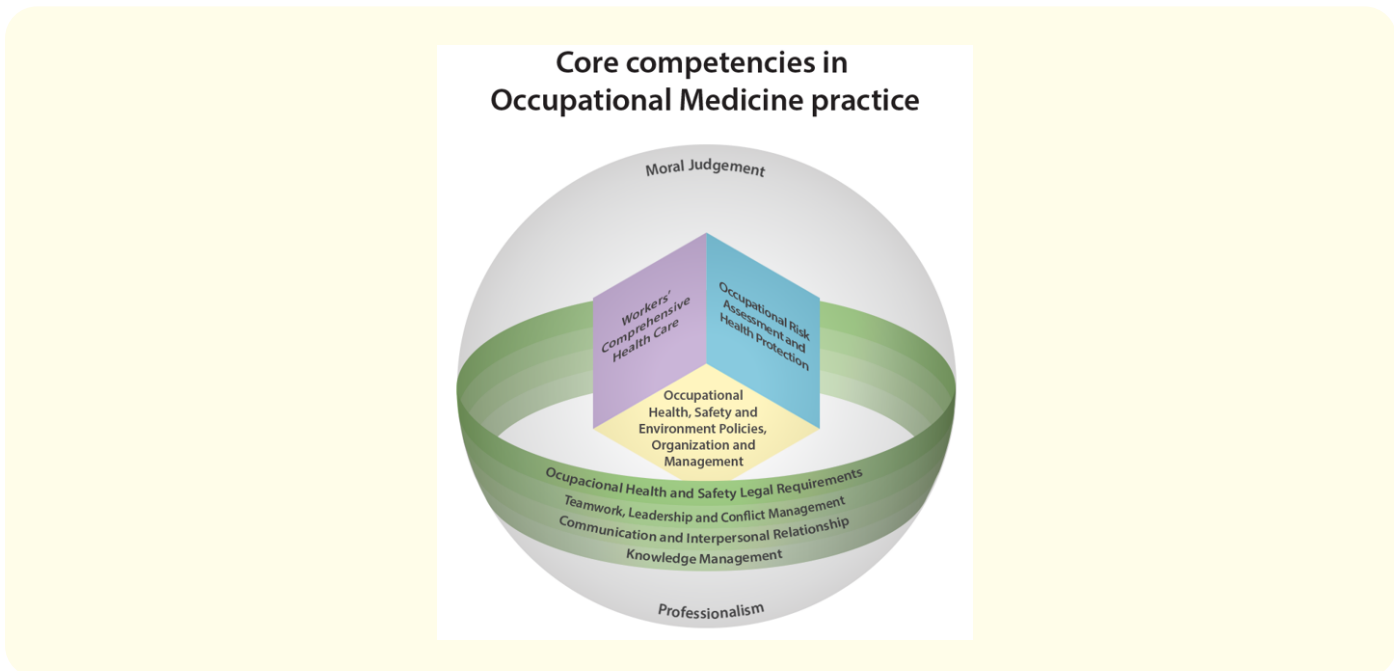 Core competencies in
Occupational Medicine practice
Moral Judgement
Workers'
Comprehensive
Health Care
Occupational Risk
Assessment and
Health Protection
Occupational
Health, Safety and
Environment Policies,
Organization and
Management
Ocupacional Health and Safety Legal Requirements
Teamwork, Leadership and Conflict Management
Communication and Interpersonal Relationship
Knowledge Management
Professionalism